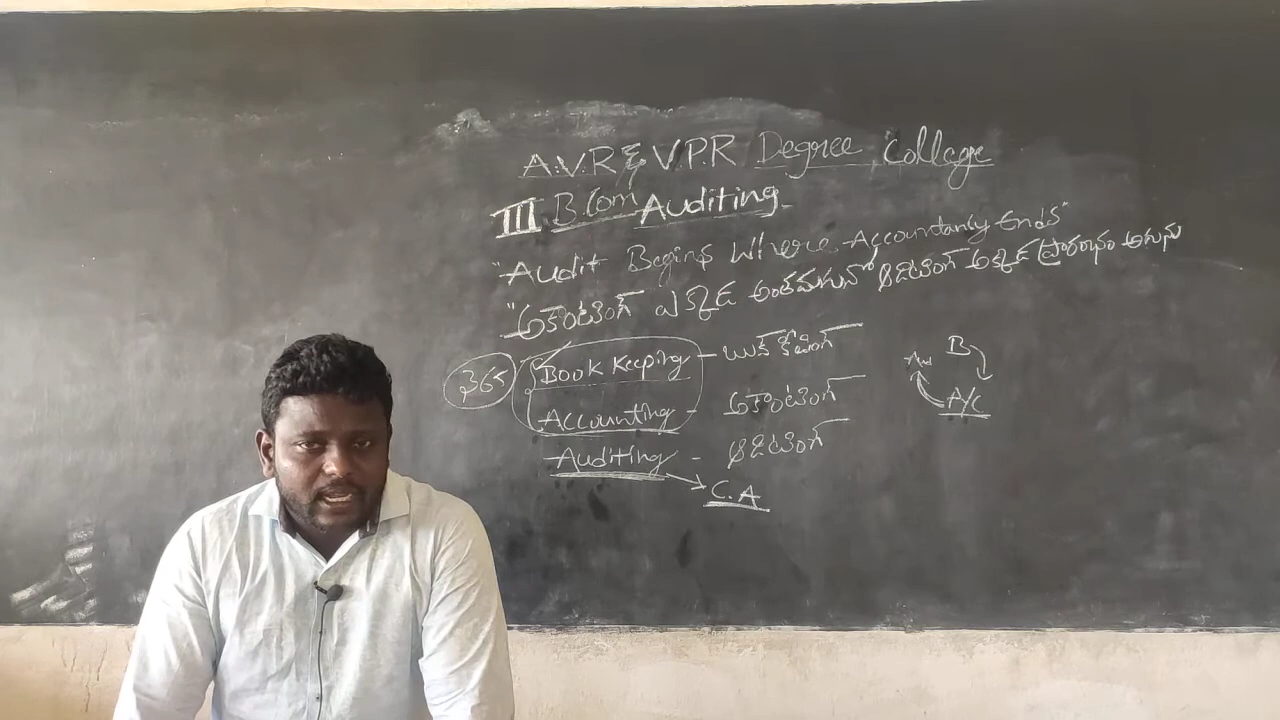 A.V.R & V.P.R Degree College
III B.Com Auditing
"Audit Begins Where Accountancy Ends"
"అకౌంటింగ్ ఎక్కడ అంతమగునో ఆడిటింగ్ అక్కడ ప్రారంభం అగును
365 Book Keeping - బుక్ కీపింగ్
Accounting - అకౌంటింగ్
Auditing - ఆడిటింగ్
C.A
B
A/c